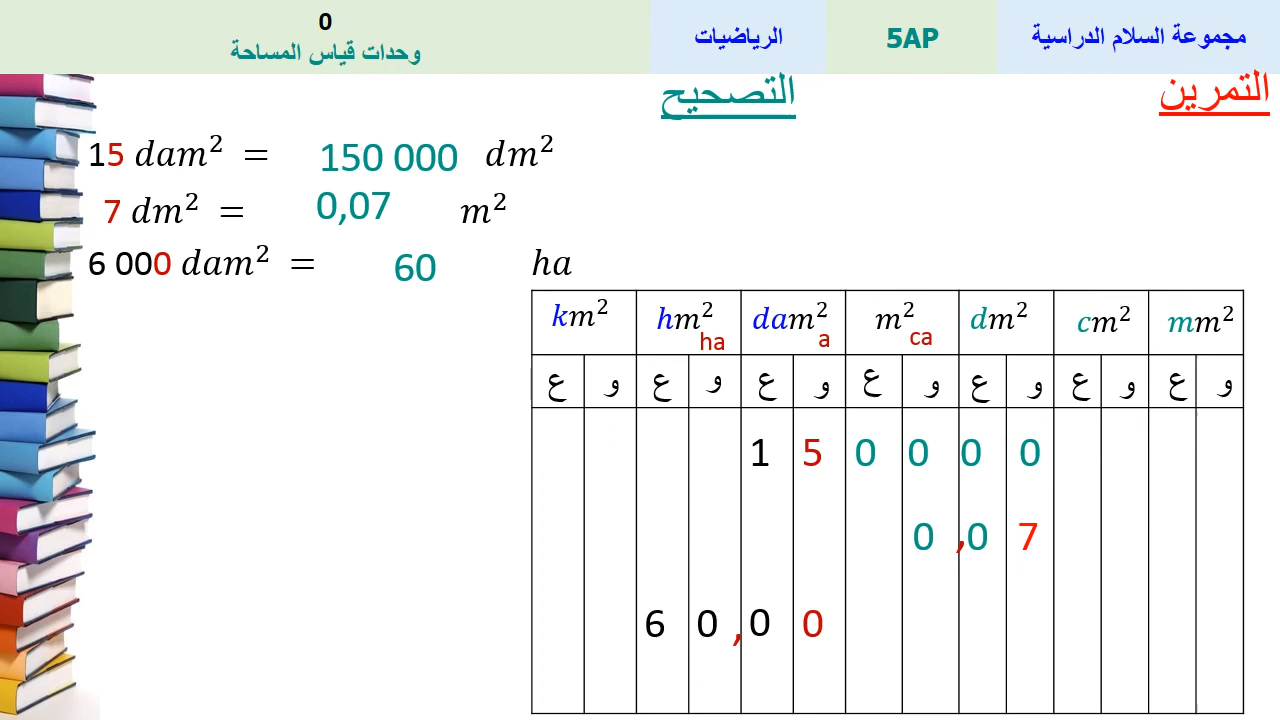 مجموعة السلام الدراسية
5AP
الرياضيات
0
وحدات قياس المساحة
التمرين
التصحيح
15 dam² = 150 000 dm²
7 dm² = 0,07 m²
6 000 dam² = 60 ha
km² hm² ha dam² a m² ca dm² cm² mm²
ع و ع و ع و ع و ع و ع و ع و
1 5 0 0 0 0
0 , 0 7
6 0 , 0 0